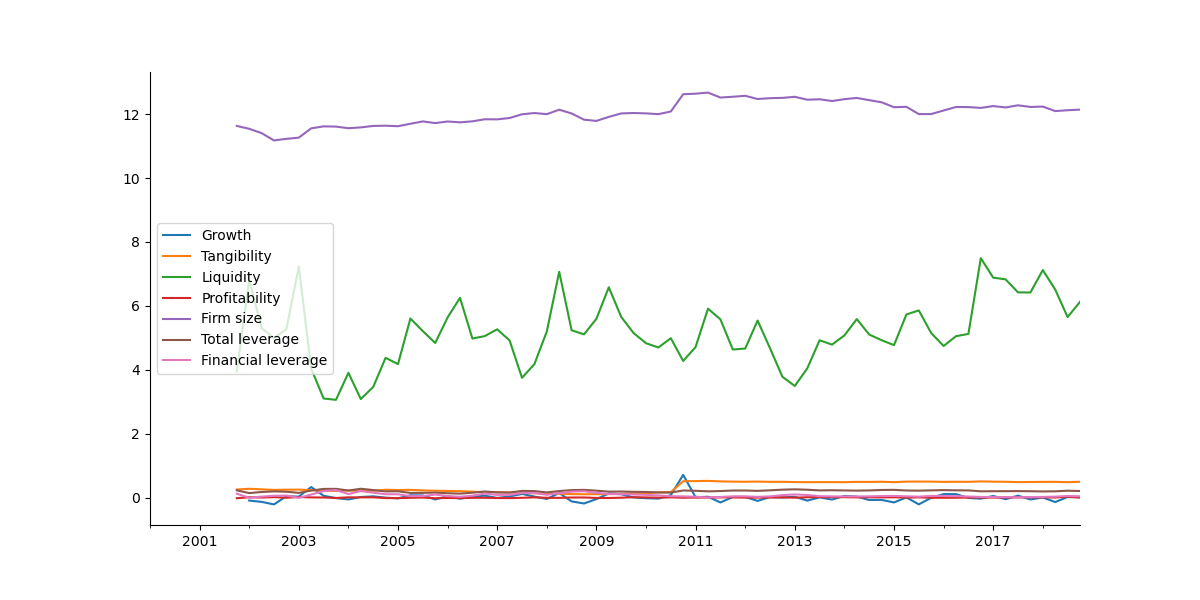 12
10
8
6
4
2
0
Growth
Tangibility
Liquidity
Profitability
Firm size
Total leverage
Financial leverage
2001 2003 2005 2007 2009 2011 2013 2015 2017